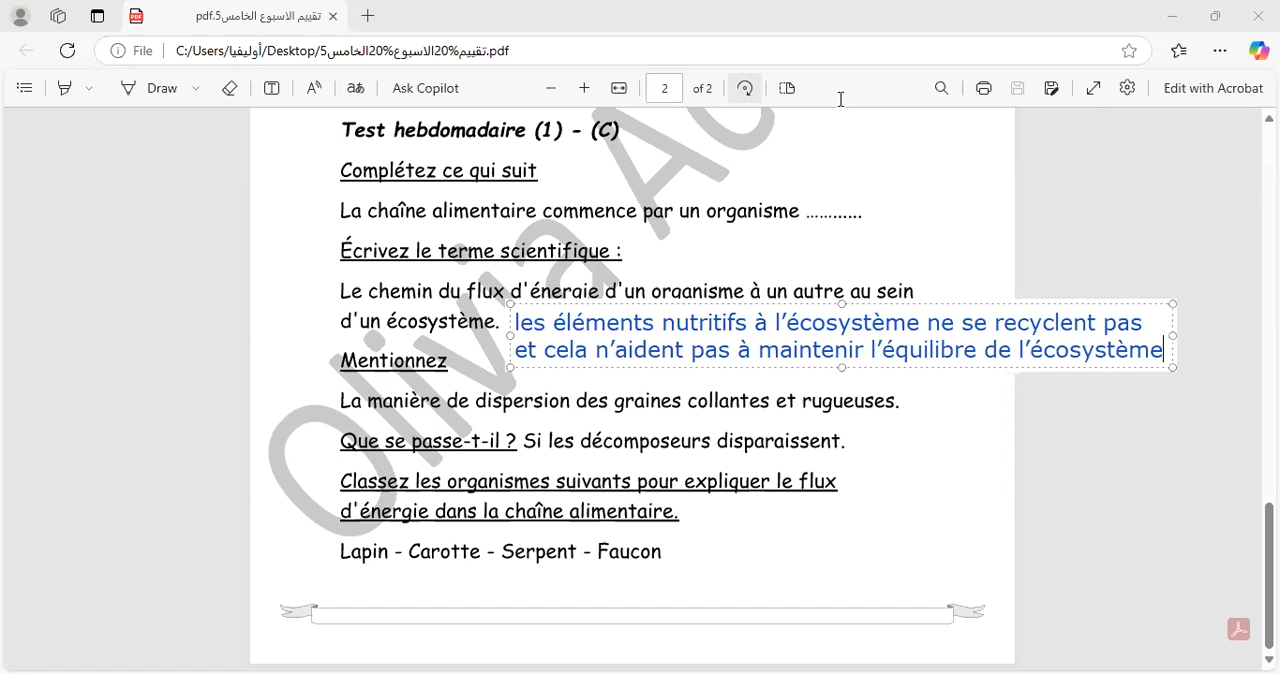 تقييم الاسبوع الخامس5.pdf
File
C:/Users/أوليفيا/Desktop/5تقييم%20الاسبوع%20الخامس.pdf
Draw
Ask Copilot
2
of 2
Edit with Acrobat
Test hebdomadaire (1) - (C)
Complétez ce qui suit
La chaîne alimentaire commence par un organisme ............
Écrivez le terme scientifique :
Le chemin du flux d'énergie d'un organisme à un autre au sein
d'un écosystème.
les éléments nutritifs à l’écosystème ne se recyclent pas
et cela n’aident pas à maintenir l’équilibre de l’écosystème
Mentionnez
La manière de dispersion des graines collantes et rugueuses.
Que se passe-t-il ? Si les décomposeurs disparaissent.
Classez les organismes suivants pour expliquer le flux
d'énergie dans la chaîne alimentaire.
Lapin - Carotte - Serpent - Faucon
Olivia